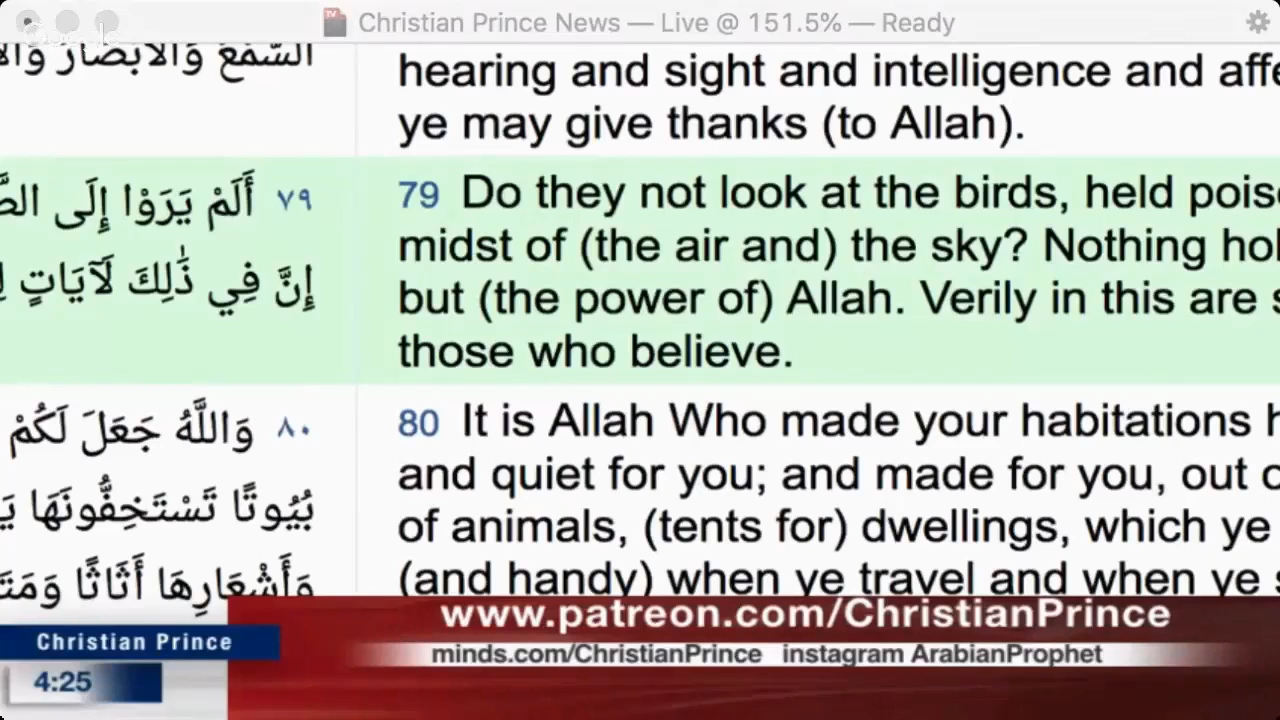 Christian Prince News — Live @ 151.5% — Ready
السَّمْعَ وَالْأَبْصَارَ
hearing and sight and intelligence and
ye may give thanks (to Allah).
٧٩ أَلَمْ يَرَوْا إِلَى
إِنَّ فِي ذَٰلِكَ لَآيَاتٍ
79 Do they not look at the birds, held
midst of (the air and) the sky? Nothing
but (the power of) Allah. Verily in this are
those who believe.
٨٠ وَاللَّهُ جَعَلَ لَكُمْ
بُيُوتًا تَسْتَخِفُّونَهَا
وَأَشْعَارِهَا أَثَاثًا
80 It is Allah Who made your habitations
and quiet for you; and made for you, out
of animals, (tents for) dwellings, which ye
(and handy) when ye travel and when ye
www.patreon.com/ChristianPrince
minds.com/ChristianPrince instagram ArabianProphet
Christian Prince
4:25